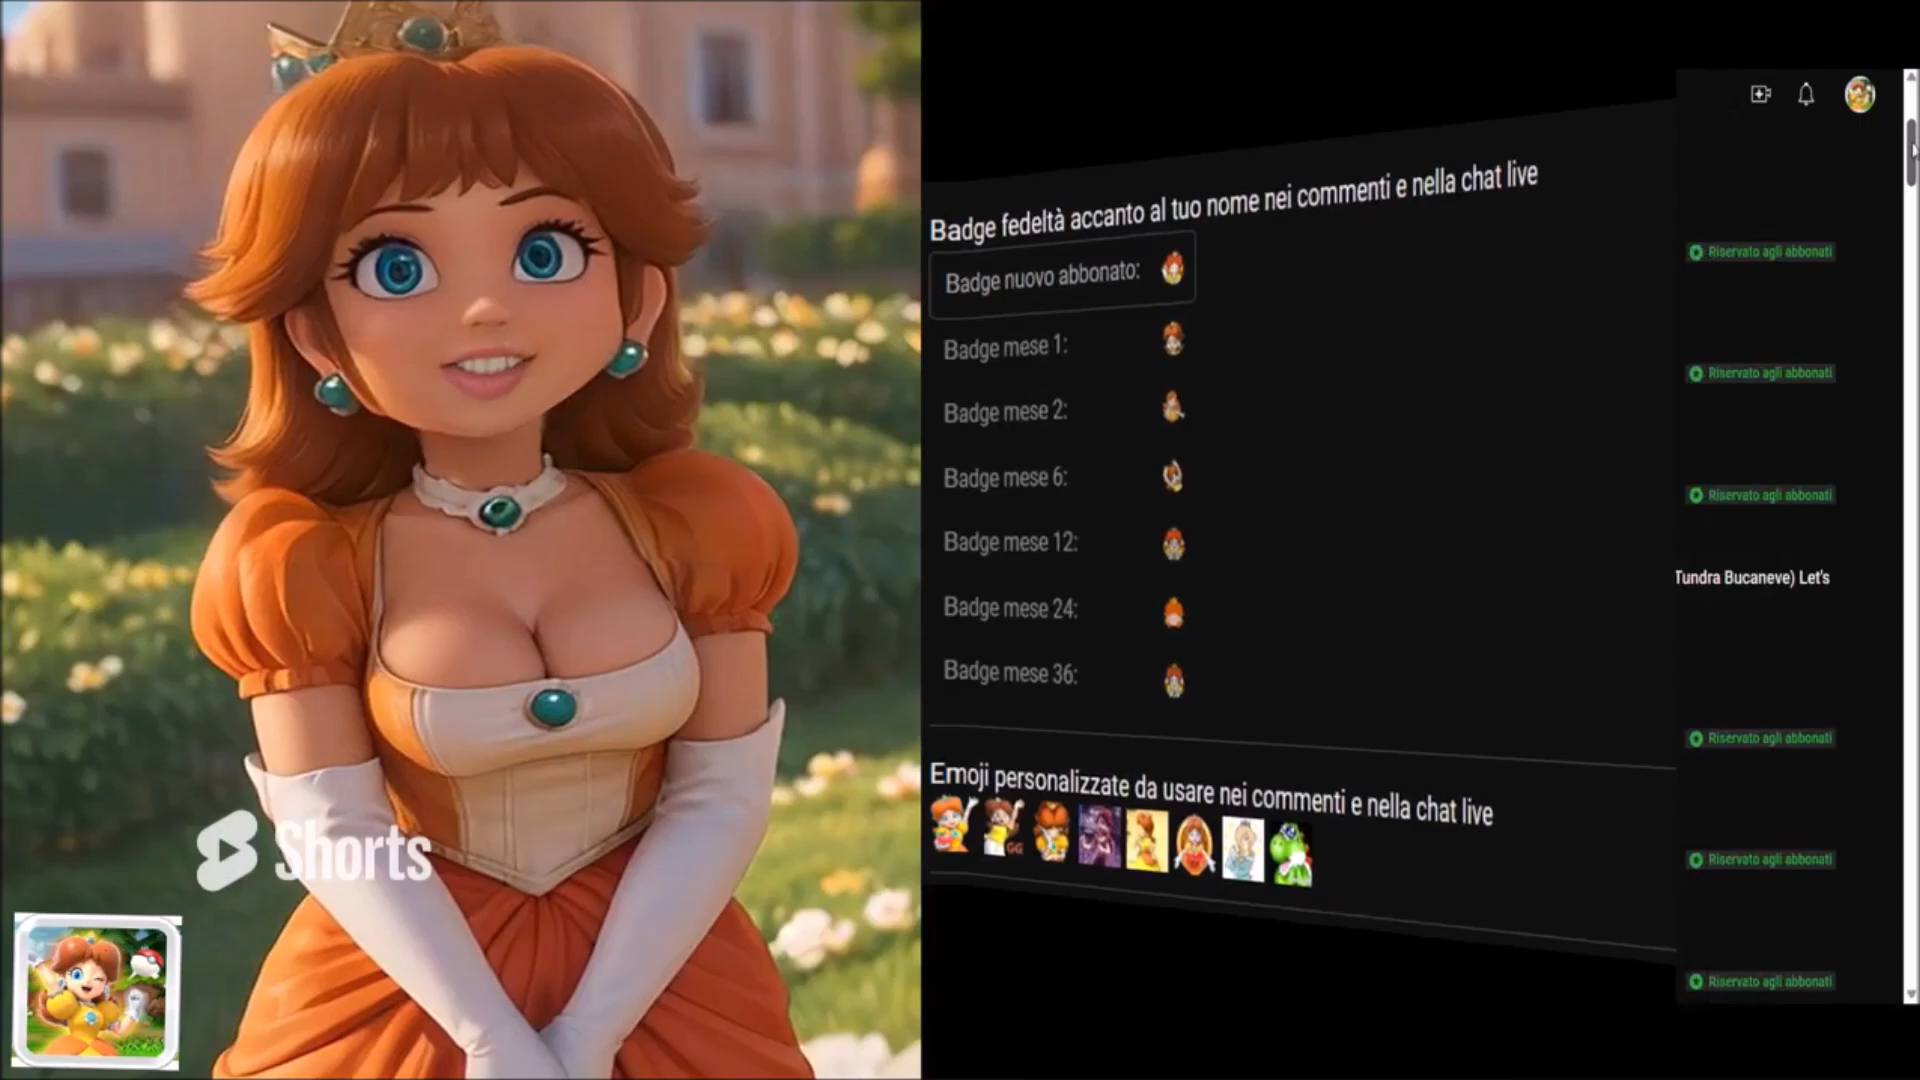 Badge fedeltà accanto al tuo nome nei commenti e nella chat live
Badge nuovo abbonato:
Badge mese 1:
Badge mese 2:
Badge mese 6:
Badge mese 12:
Badge mese 24:
Badge mese 36:
Emoji personalizzate da usare nei commenti e nella chat live
GG
Riservato agli abbonati
Riservato agli abbonati
Riservato agli abbonati
Tundra Bucaneve) Let's
Riservato agli abbonati
Riservato agli abbonati
Riservato agli abbonati
Shorts